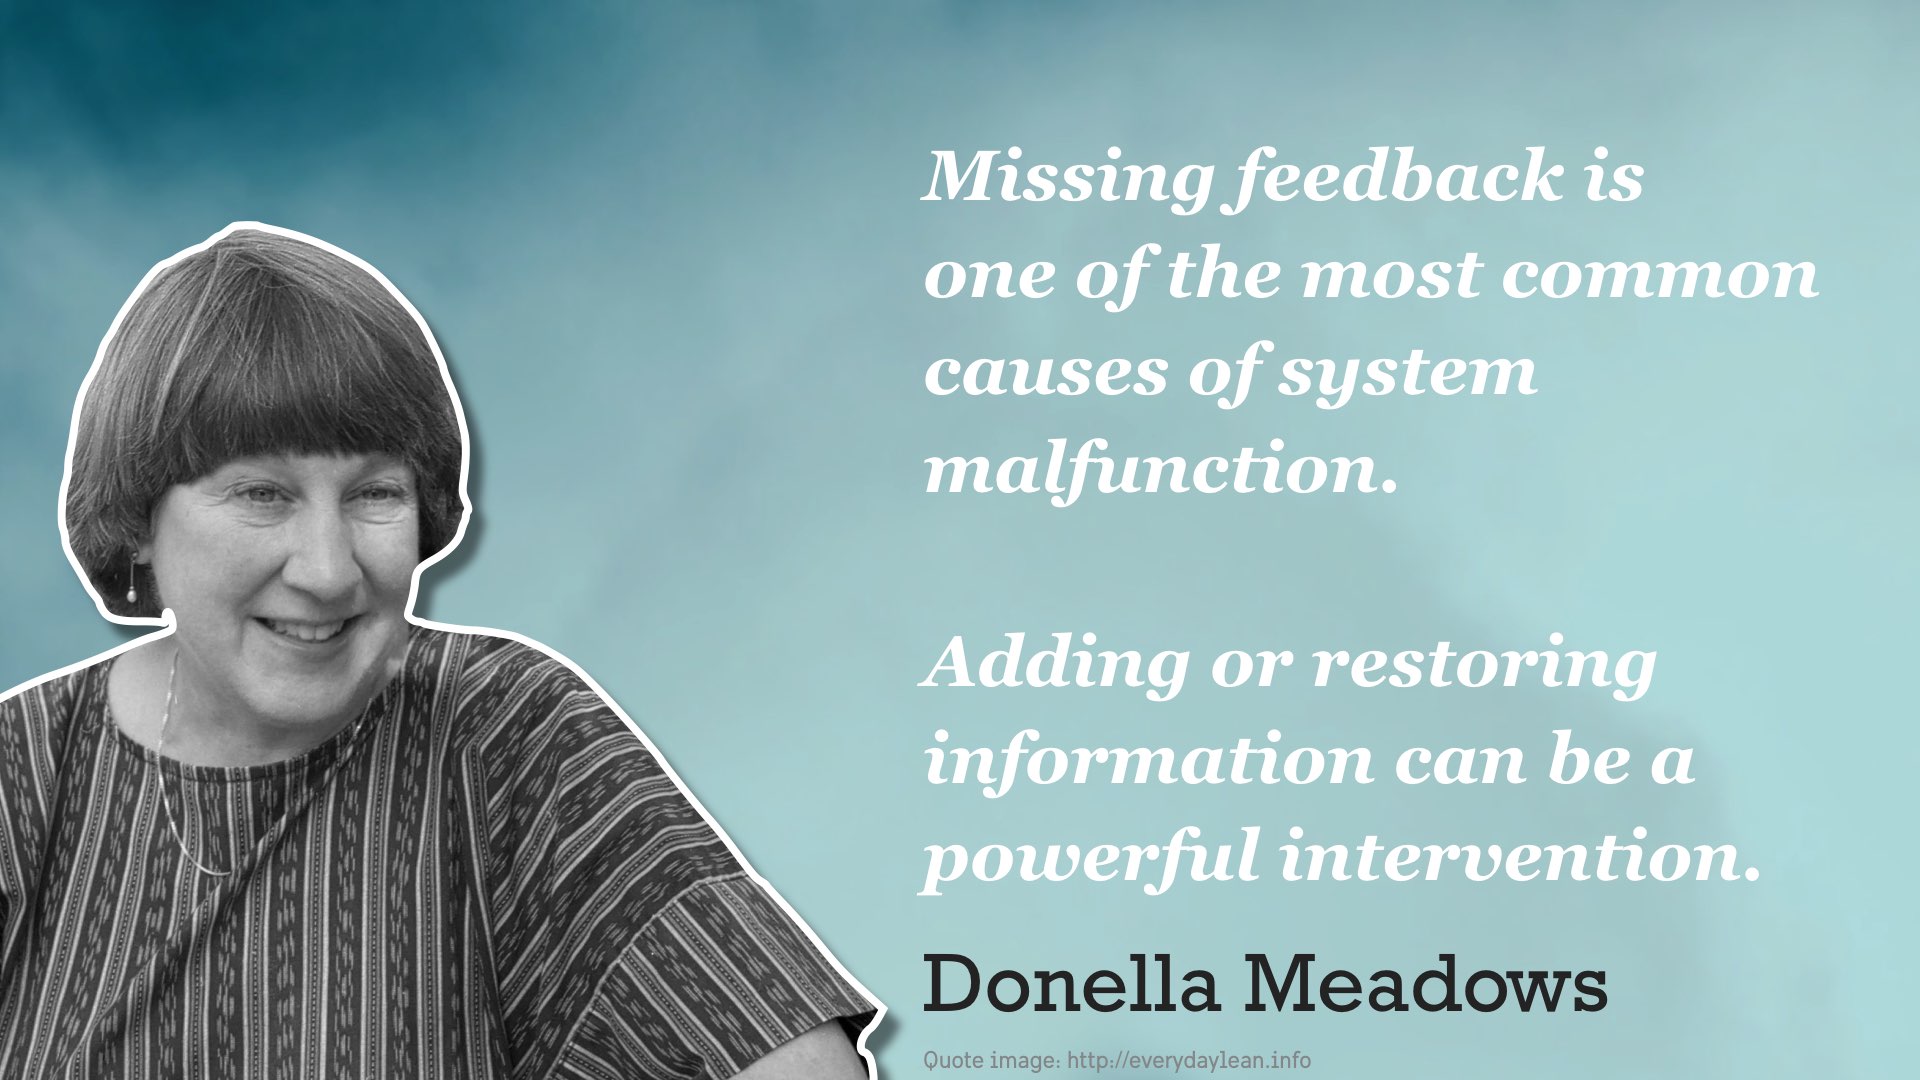 Missing feedback is
one of the most common
causes of system
malfunction.
Adding or restoring
information can be a
powerful intervention.
Donella Meadows
Quote image: http://everydaylean.info